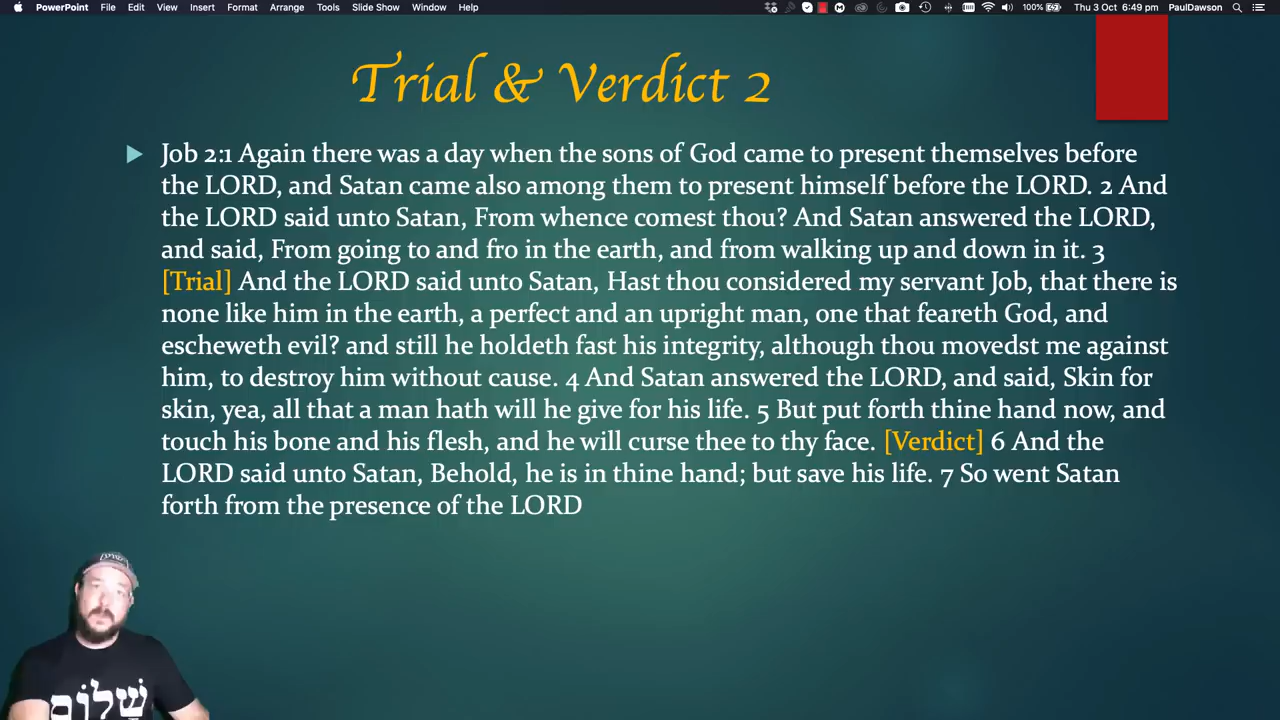 PowerPoint File Edit View Insert Format Arrange Tools Slide Show Window Help 100% Thu 3 Oct 6:49 pm PaulDawson
Trial & Verdict 2
Job 2:1 Again there was a day when the sons of God came to present themselves before
the LORD, and Satan came also among them to present himself before the LORD. 2 And
the LORD said unto Satan, From whence comest thou? And Satan answered the LORD,
and said, From going to and fro in the earth, and from walking up and down in it. 3
[Trial] And the LORD said unto Satan, Hast thou considered my servant Job, that there is
none like him in the earth, a perfect and an upright man, one that feareth God, and
escheweth evil? and still he holdeth fast his integrity, although thou movedst me against
him, to destroy him without cause. 4 And Satan answered the LORD, and said, Skin for
skin, yea, all that a man hath will he give for his life. 5 But put forth thine hand now, and
touch his bone and his flesh, and he will curse thee to thy face. [Verdict] 6 And the
LORD said unto Satan, Behold, he is in thine hand; but save his life. 7 So went Satan
forth from the presence of the LORD
שָׁלוֹם